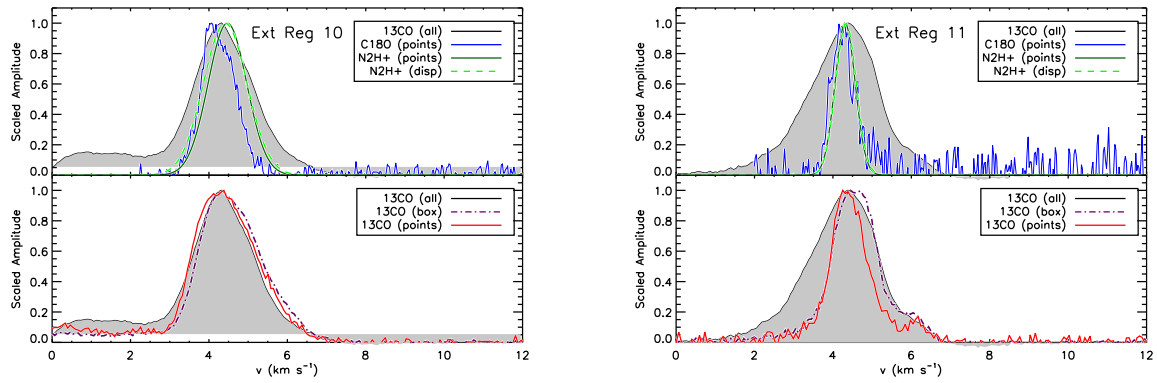 Ext Reg 10
13CO (all)
C18O (points)
N2H+ (points)
N2H+ (disp)
Scaled Amplitude
1.0
0.8
0.6
0.4
0.2
0.0
13CO (all)
13CO (box)
13CO (points)
Scaled Amplitude
1.0
0.8
0.6
0.4
0.2
0.0
0 2 4 6 8 10 12
v (km s⁻¹)
Ext Reg 11
13CO (all)
C18O (points)
N2H+ (points)
N2H+ (disp)
Scaled Amplitude
1.0
0.8
0.6
0.4
0.2
0.0
13CO (all)
13CO (box)
13CO (points)
Scaled Amplitude
1.0
0.8
0.6
0.4
0.2
0.0
0 2 4 6 8 10 12
v (km s⁻¹)